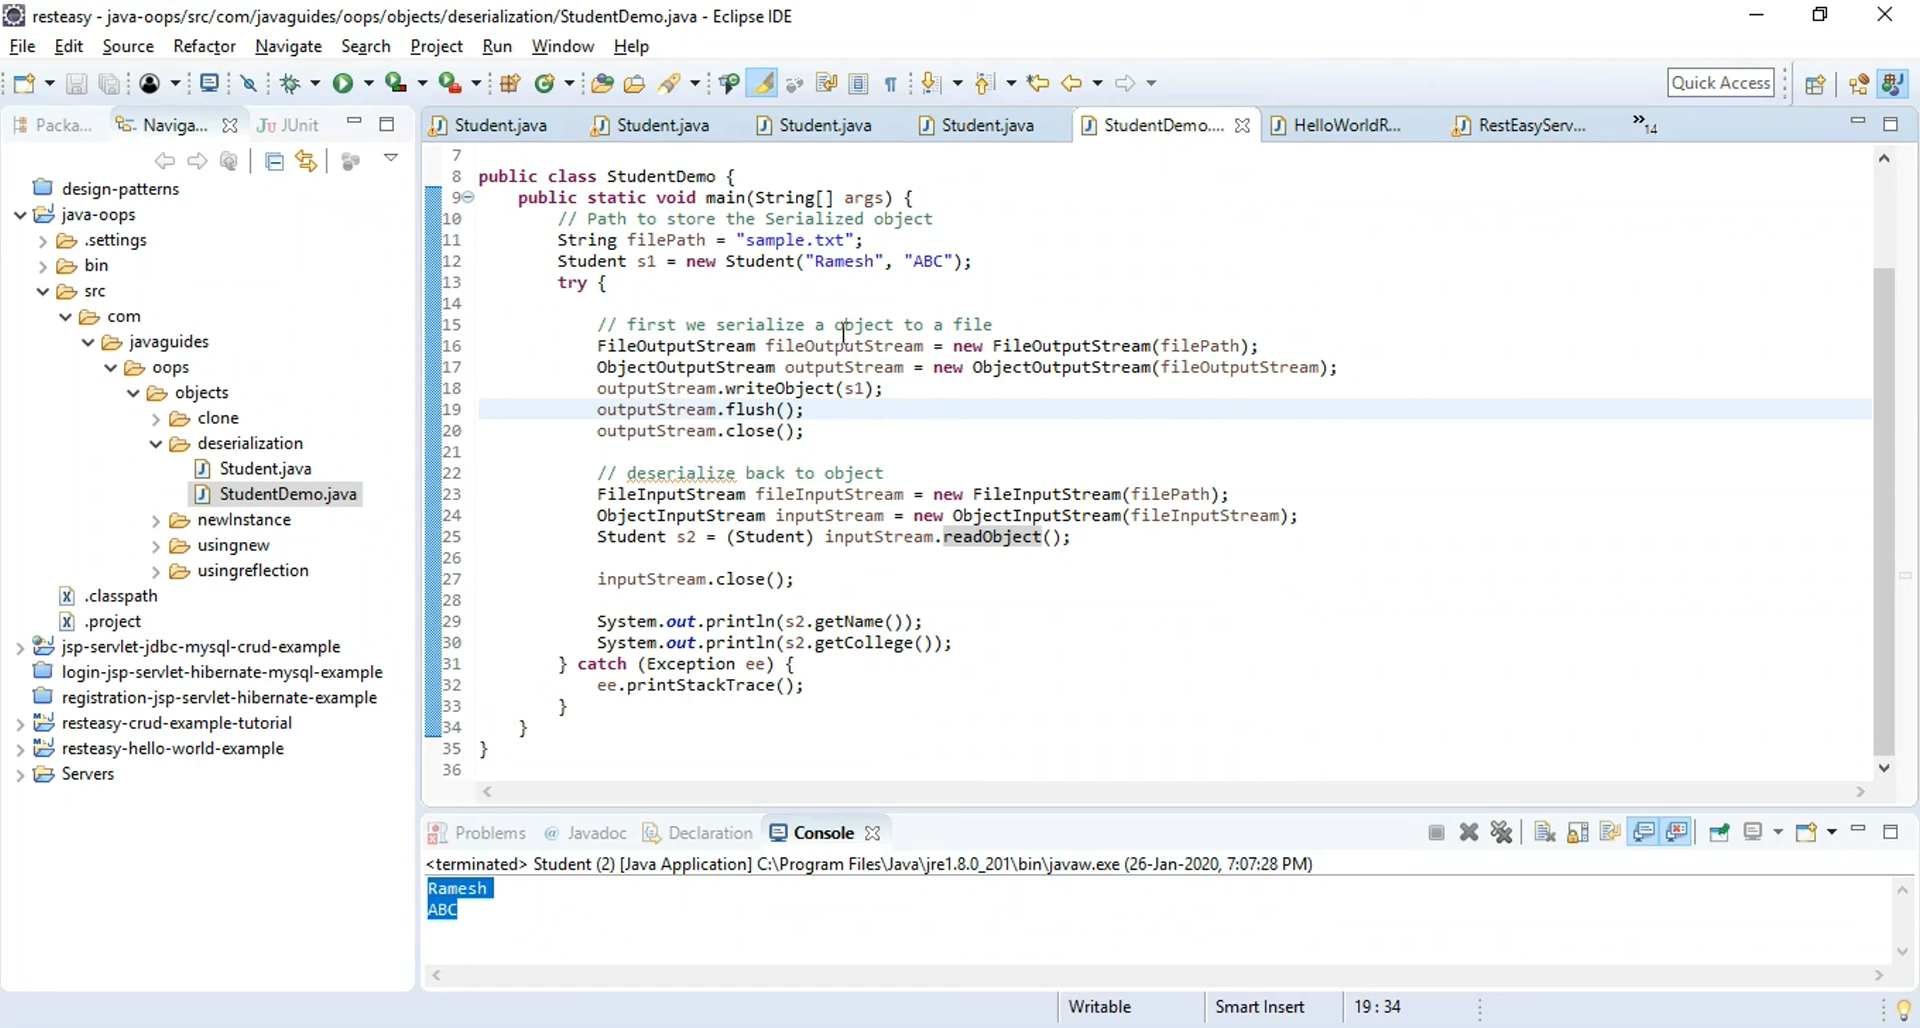 resteasy - java-oops/src/com/javaguides/oops/objects/deserialization/StudentDemo.java - Eclipse IDE
File Edit Source Refactor Navigate Search Project Run Window Help
Quick Access
Packa... Naviga... JUnit
Student.java Student.java Student.java Student.java StudentDemo.... HelloWorldR... RestEasyServ... »14
design-patterns
java-oops
.settings
bin
src
com
javaguides
oops
objects
clone
deserialization
Student.java
StudentDemo.java
newInstance
usingnew
usingreflection
.classpath
.project
jsp-servlet-jdbc-mysql-crud-example
login-jsp-servlet-hibernate-mysql-example
registration-jsp-servlet-hibernate-example
resteasy-crud-example-tutorial
resteasy-hello-world-example
Servers
7
8 public class StudentDemo {
9 public static void main(String[] args) {
10 // Path to store the Serialized object
11 String filePath = "sample.txt";
12 Student s1 = new Student("Ramesh", "ABC");
13 try {
14
15 // first we serialize a object to a file
16 FileOutputStream fileOutputStream = new FileOutputStream(filePath);
17 ObjectOutputStream outputStream = new ObjectOutputStream(fileOutputStream);
18 outputStream.writeObject(s1);
19 outputStream.flush();
20 outputStream.close();
21
22 // deserialize back to object
23 FileInputStream fileInputStream = new FileInputStream(filePath);
24 ObjectInputStream inputStream = new ObjectInputStream(fileInputStream);
25 Student s2 = (Student) inputStream.readObject();
26
27 inputStream.close();
28
29 System.out.println(s2.getName());
30 System.out.println(s2.getCollege());
31 } catch (Exception ee) {
32 ee.printStackTrace();
33 }
34 }
35 }
36
Problems @ Javadoc Declaration Console
<terminated> Student (2) [Java Application] C:\Program Files\Java\jre1.8.0_201\bin\javaw.exe (26-Jan-2020, 7:07:28 PM)
Ramesh
ABC
Writable Smart Insert 19 : 34